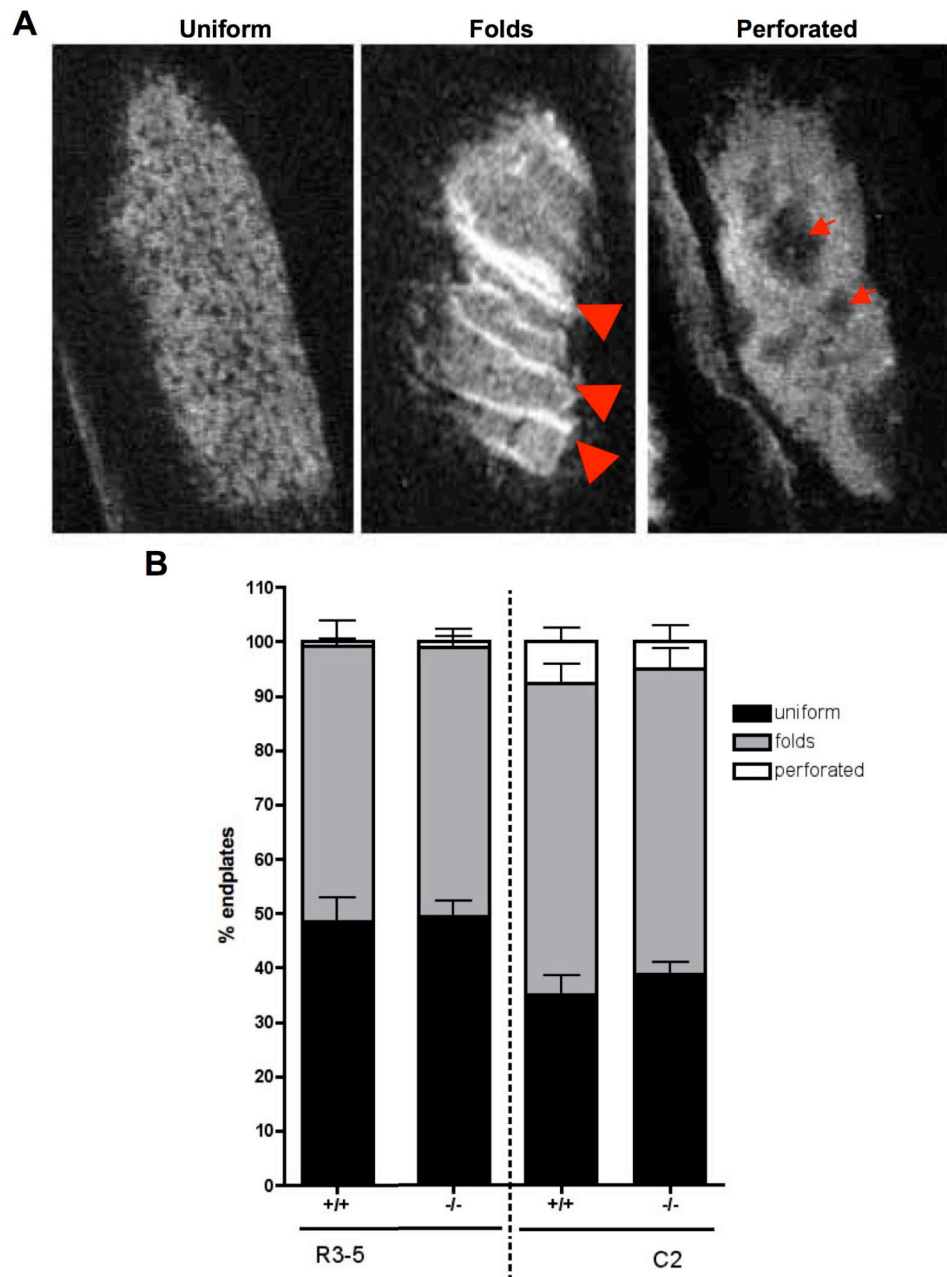 A
Uniform Folds Perforated
B
110
100
90
80
70
60
50
40
30
20
10
0
% endplates
uniform
folds
perforated
+/+ -/- +/+ -/-
R3-5 C2